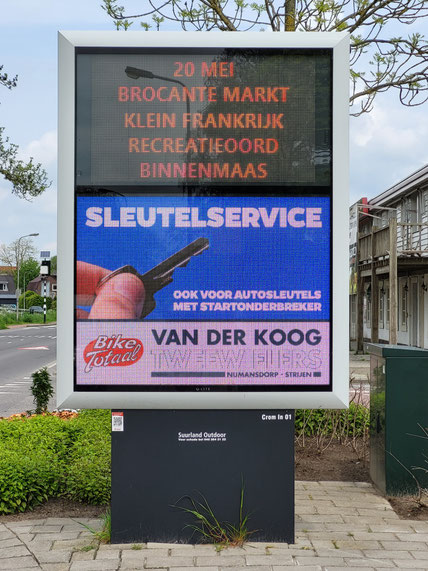 20 MEI
BROCANTE MARKT
KLEIN FRANKRIJK
RECREATIEOORD
BINNENMAAS
SLEUTELSERVICE
OOK VOOR AUTOSLEUTELS
MET STARTONDERBREKER
Bike
Totaal
VAN DER KOOG
TWEEWIELERS
NUMANSDORP - STRIJEN
Crom In 01
Suurland Outdoor